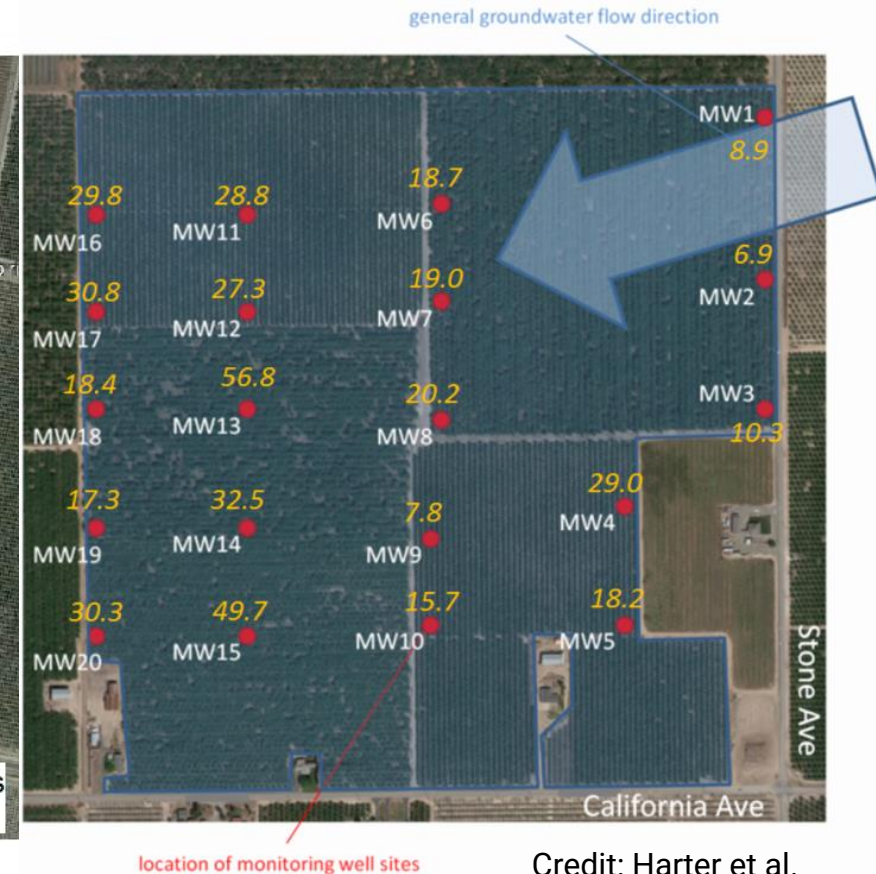 general groundwater flow direction
MW1
8.9
18.7
29.8
28.8
MW6
MW11
MW16
6.9
19.0
MW2
27.3
30.8
MW7
MW12
MW17
56.8
18.4
20.2
MW3
MW13
MW18
MW8
10.3
29.0
17.3
32.5
7.8
MW4
MW14
MW19
MW9
18.2
15.7
30.3
49.7
MW5
MW10
MW15
MW20
Stone Ave
California Ave
location of monitoring well sites
Credit: Harter et al.